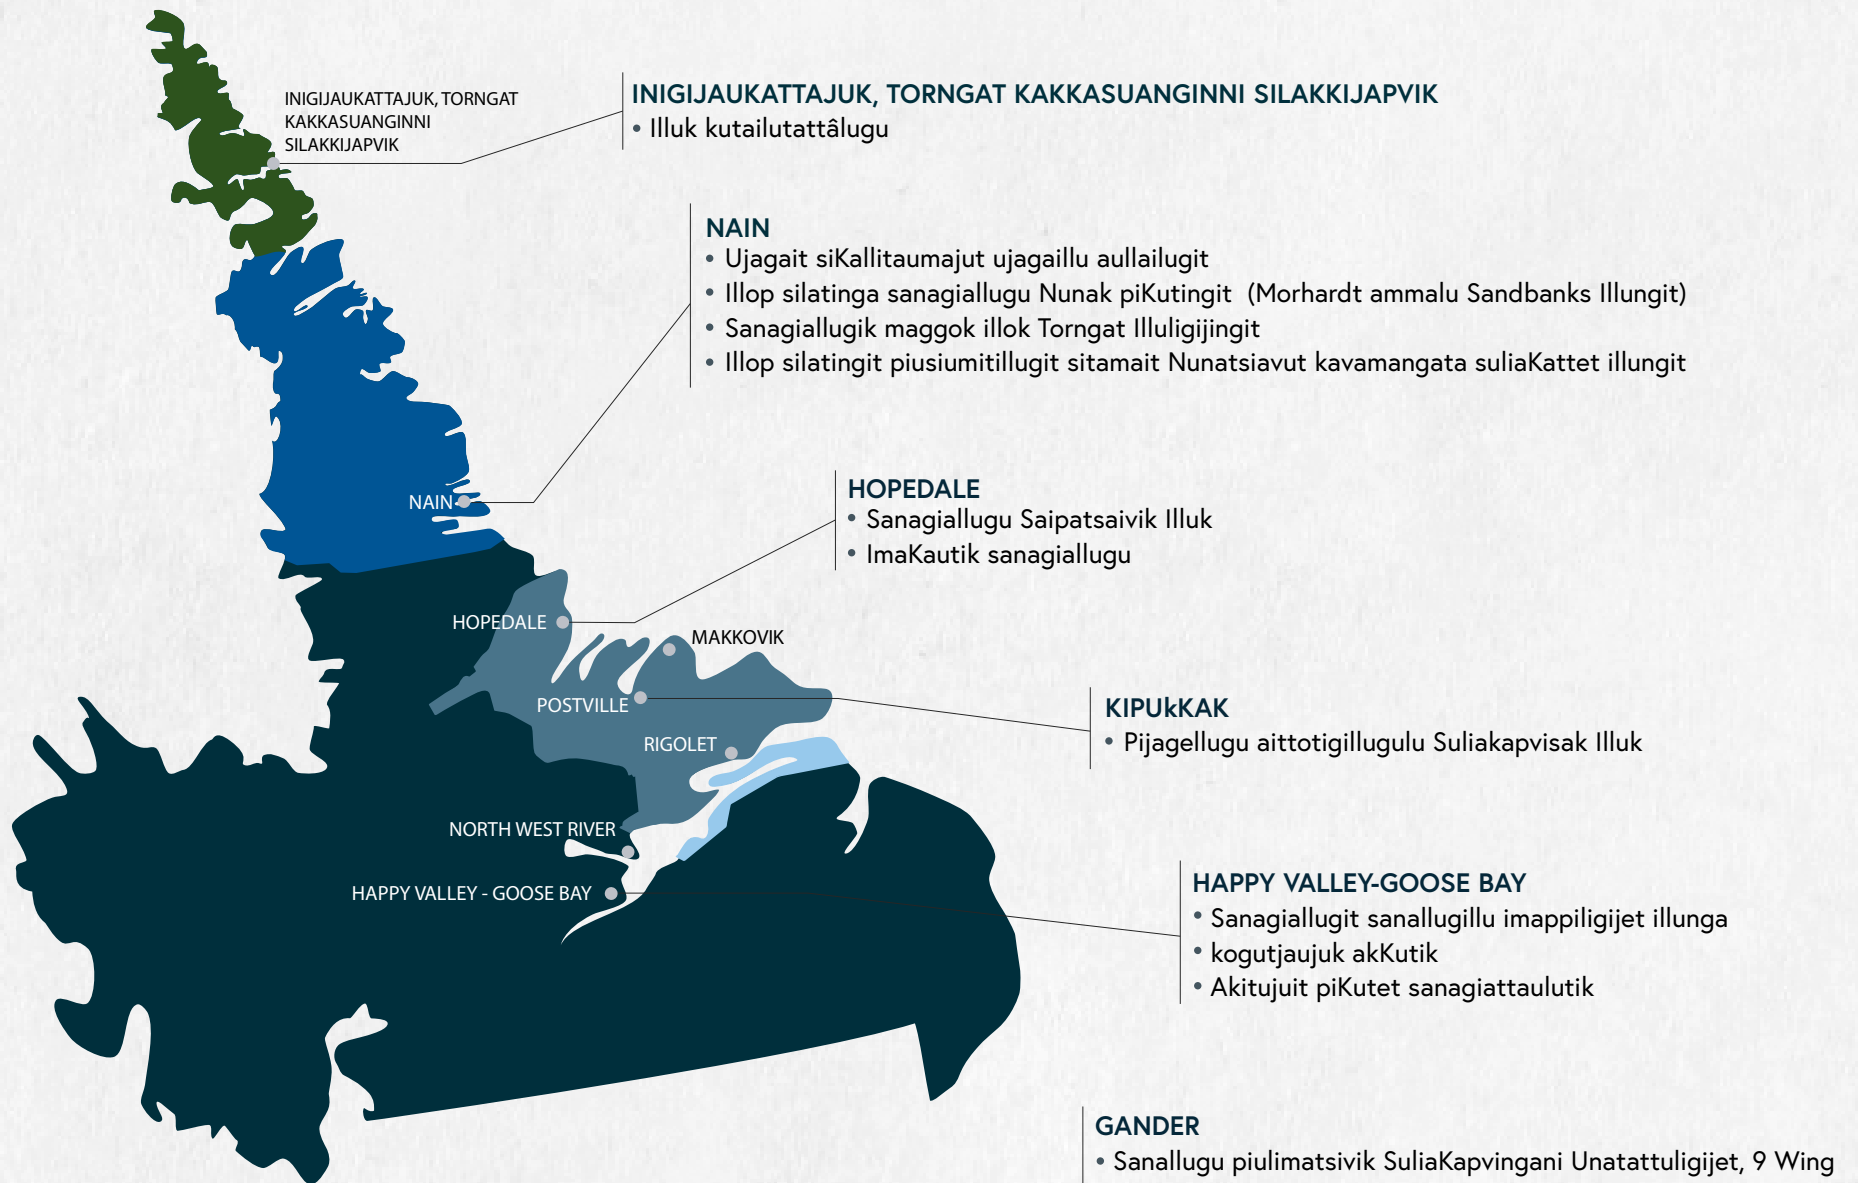 INIGIJAUKATTAJUK, TORNGAT
KAKKASUANGINNI
SILAKKIJAPVIK
INIGIJAUKATTAJUK, TORNGAT KAKKASUANGINNI SILAKKIJAPVIK
• Illuk kutailutattâlugu
NAIN
• Ujagait siKallitaumajut ujagaillu aullailugit
• Illop silatinga sanagiallugu Nunak piKutingit (Morhardt ammalu Sandbanks Illungit)
• Sanagiallugik maggok illok Torngat Illuligijingit
• Illop silatingit piusiumitillugit sitamait Nunatsiavut kavamangata suliaKattet illungit
NAIN
HOPEDALE
• Sanagiallugu Saipatsaivik Illuk
• ImaKautik sanagiallugu
HOPEDALE
MAKKOVIK
POSTVILLE
RIGOLET
KIPUkKAK
• Pijagellugu aittotigillugulu Suliakapvisak Illuk
NORTH WEST RIVER
HAPPY VALLEY - GOOSE BAY
HAPPY VALLEY-GOOSE BAY
• Sanagiallugit sanallugillu imappiligijet illunga
• kogutjaujuk akKutik
• Akitujuit piKutet sanagiattaulutik
GANDER
• Sanallugu piulimatsivik SuliaKapvingani Unatattuligijet, 9 Wing